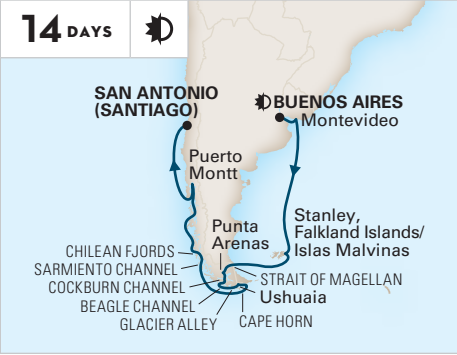 14 DAYS
SAN ANTONIO
(SANTIAGO)
BUENOS AIRES
Montevideo
Puerto
Montt
Stanley,
Falkland Islands/
Islas Malvinas
Punta
Arenas
CHILEAN FJORDS
SARMIENTO CHANNEL
COCKBURN CHANNEL
BEAGLE CHANNEL
GLACIER ALLEY
STRAIT OF MAGELLAN
Ushuaia
CAPE HORN